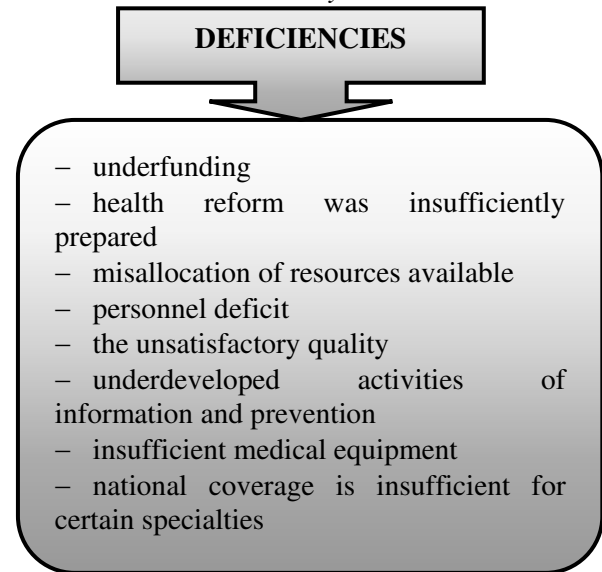 DEFICIENCIES
– underfunding
– health reform was insufficiently
prepared
– misallocation of resources available
– personnel deficit
– the unsatisfactory quality
– underdeveloped activities of
information and prevention
– insufficient medical equipment
– national coverage is insufficient for
certain specialties